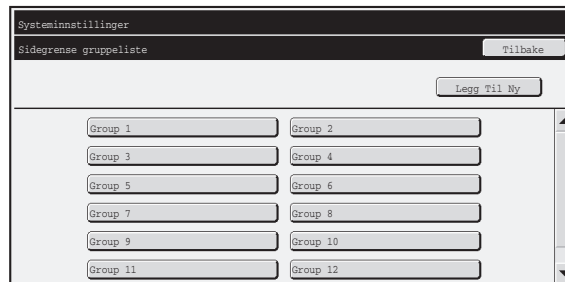 Systeminnstillinger
Sidegrense gruppeliste
Tilbake
Legg Til Ny
Group 1
Group 2
Group 3
Group 4
Group 5
Group 6
Group 7
Group 8
Group 9
Group 10
Group 11
Group 12